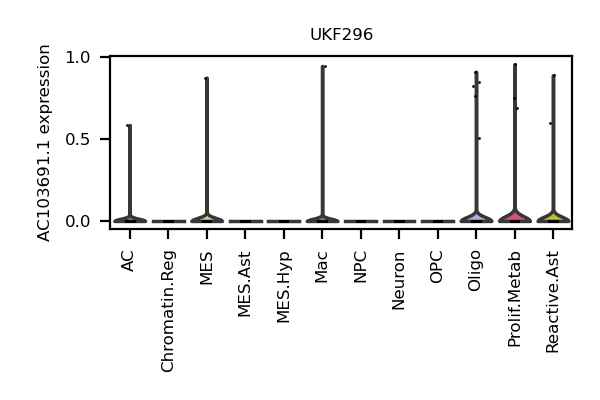 UKF296
AC103691.1 expression
1.0
0.5
0.0
AC
Chromatin.Reg
MES
MES.Ast
MES.Hyp
Mac
NPC
Neuron
OPC
Oligo
Prolif.Metab
Reactive.Ast